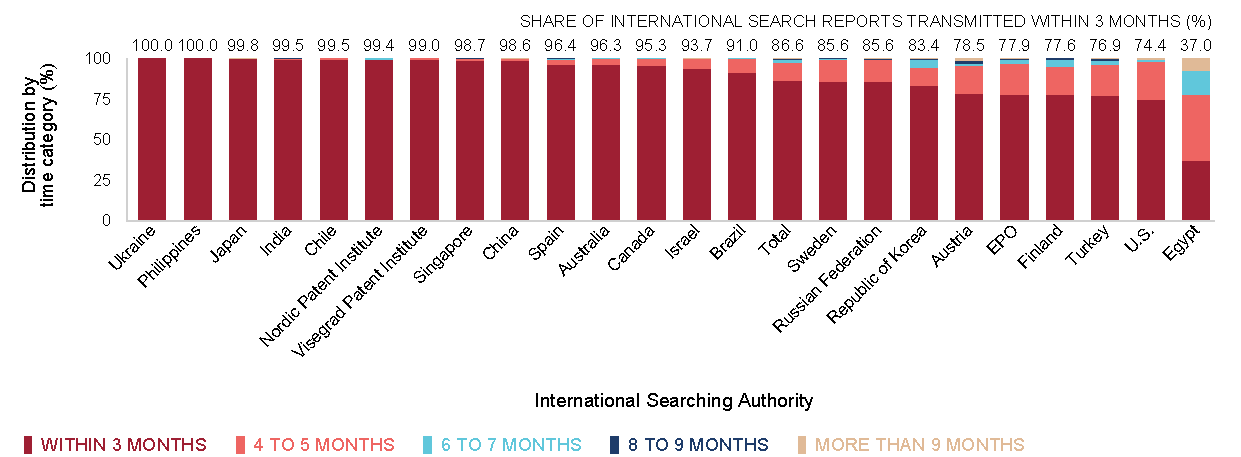 SHARE OF INTERNATIONAL SEARCH REPORTS TRANSMITTED WITHIN 3 MONTHS (%)
100.0 100.0 99.8 99.5 99.5 99.4 99.0 98.7 98.6 96.4 96.3 95.3 93.7 91.0 86.6 85.6 85.6 83.4 78.5 77.9 77.6 76.9 74.4 37.0
Distribution by
time category (%)
100
75
50
25
0
Ukraine
Philippines
Japan
India
Chile
Nordic Patent Institute
Visegrad Patent Institute
Singapore
China
Spain
Australia
Canada
Israel
Brazil
Total
Sweden
Russian Federation
Republic of Korea
Austria
EPO
Finland
Turkey
U.S.
Egypt
International Searching Authority
WITHIN 3 MONTHS 4 TO 5 MONTHS 6 TO 7 MONTHS 8 TO 9 MONTHS MORE THAN 9 MONTHS